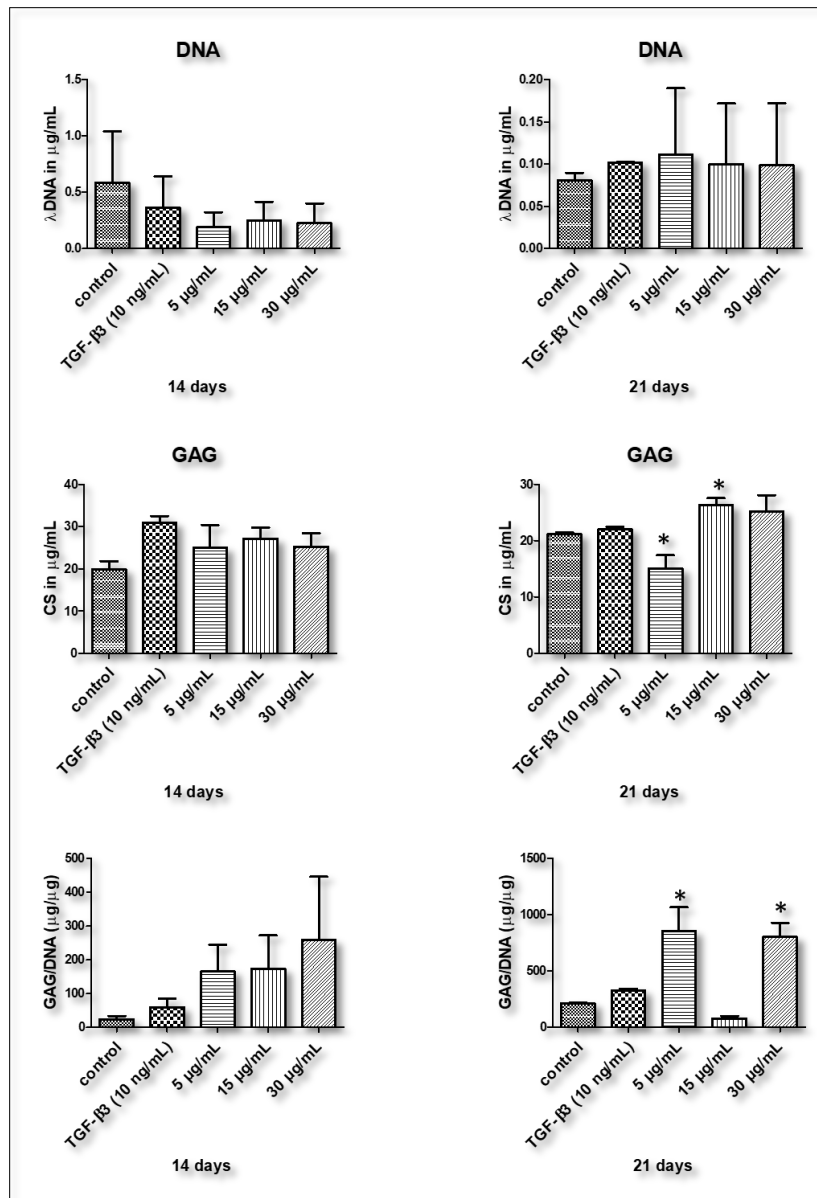 DNA
λ DNA in µg/mL
1.5
1.0
0.5
0.0
control
TGF-β3 (10 ng/mL)
5 µg/mL
15 µg/mL
30 µg/mL
14 days
DNA
λ DNA in µg/mL
0.20
0.15
0.10
0.05
0.00
control
TGF-β3 (10 ng/mL)
5 µg/mL
15 µg/mL
30 µg/mL
21 days
GAG
CS in µg/mL
40
30
20
10
0
control
TGF-β3 (10 ng/mL)
5 µg/mL
15 µg/mL
30 µg/mL
14 days
GAG
CS in µg/mL
30
20
10
0
*
*
control
TGF-β3 (10 ng/mL)
5 µg/mL
15 µg/mL
30 µg/mL
21 days
GAG/DNA (µg/µg)
500
400
300
200
100
0
control
TGF-β3 (10 ng/mL)
5 µg/mL
15 µg/mL
30 µg/mL
14 days
GAG/DNA (µg/µg)
1500
1000
500
0
*
*
control
TGF-β3 (10 ng/mL)
5 µg/mL
15 µg/mL
30 µg/mL
21 days